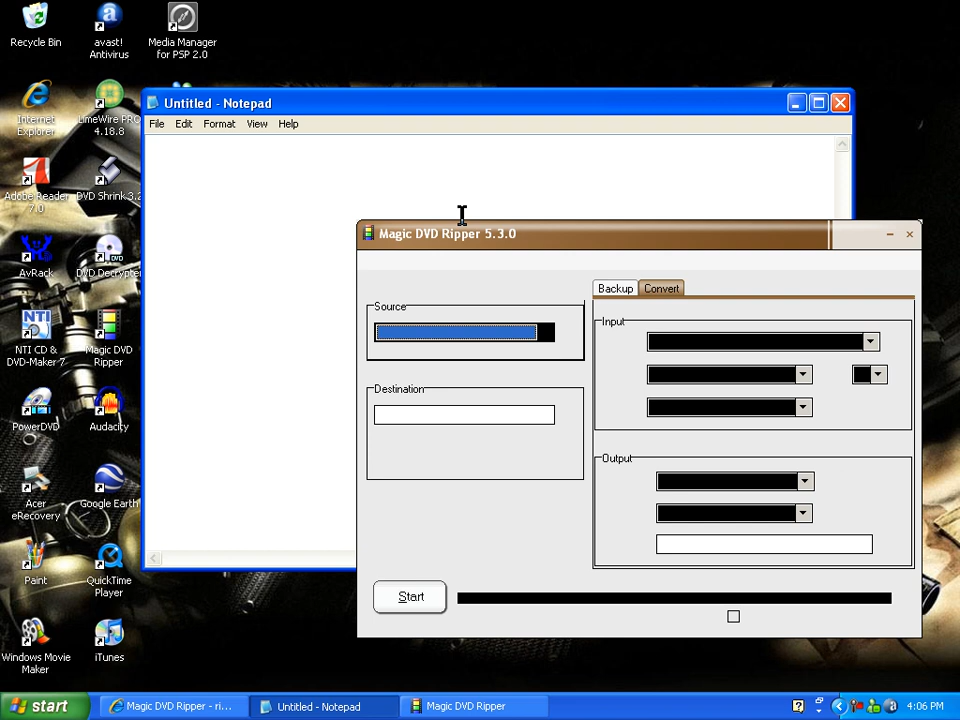 Recycle Bin
avast!
Antivirus
Media Manager
for PSP 2.0
Internet
Explorer
LimeWire PRO
4.18.8
Adobe Reader
7.0
DVD Shrink 3.2
AvRack
DVD Decrypter
NTI CD &
DVD-Maker 7
Magic DVD
Ripper
PowerDVD
Audacity
Acer
eRecovery
Google Earth
Paint
QuickTime
Player
Windows Movie
Maker
iTunes
Untitled - Notepad
File Edit Format View Help
Magic DVD Ripper 5.3.0
Backup Convert
Source
Input
Destination
Output
Start
start
Magic DVD Ripper - ri...
Untitled - Notepad
Magic DVD Ripper
4:06 PM